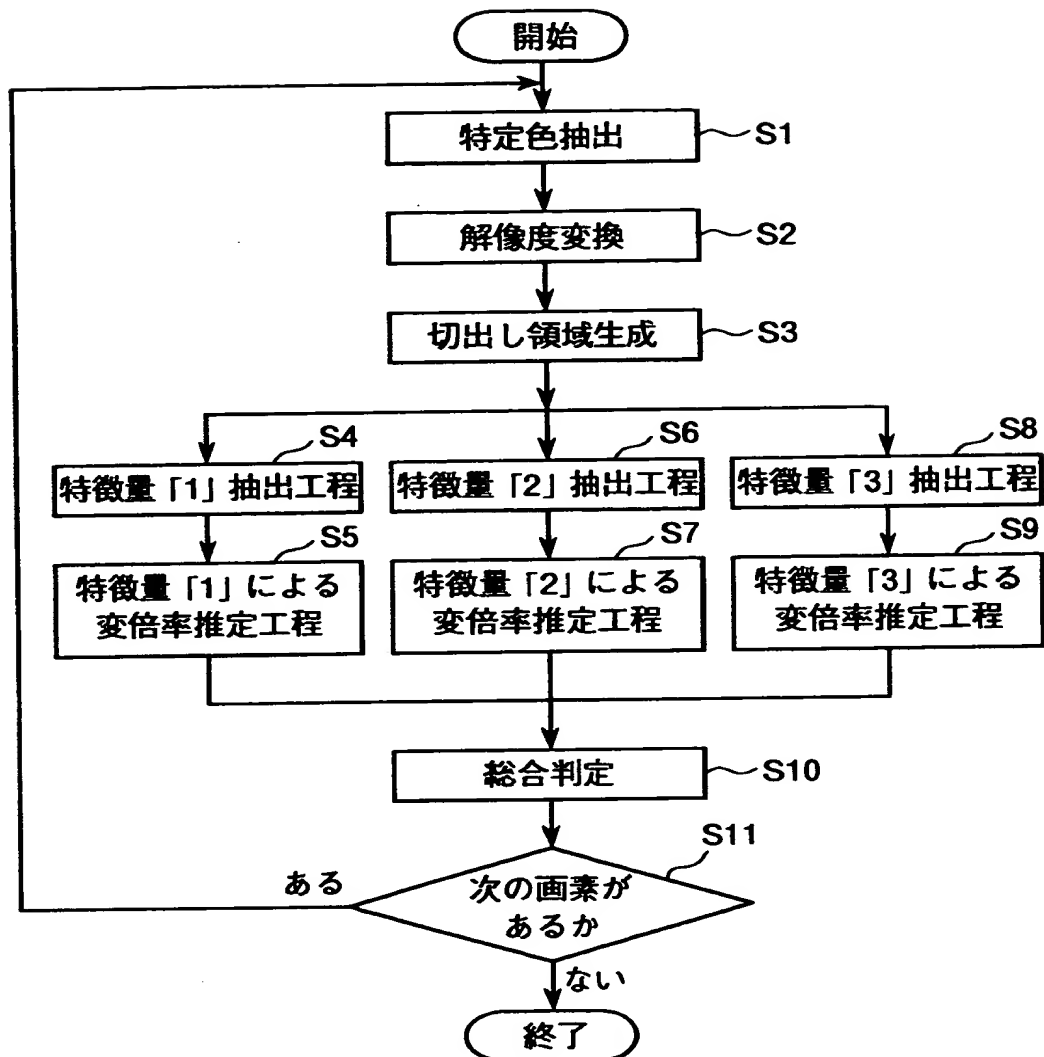 開始
特定色抽出
S1
解像度変換
S2
切出し領域生成
S3
S4
特徴量「1」抽出工程
S6
特徴量「2」抽出工程
S8
特徴量「3」抽出工程
S5
特徴量「1」による
変倍率推定工程
S7
特徴量「2」による
変倍率推定工程
S9
特徴量「3」による
変倍率推定工程
総合判定
S10
S11
次の画素が
あるか
ある
ない
終了